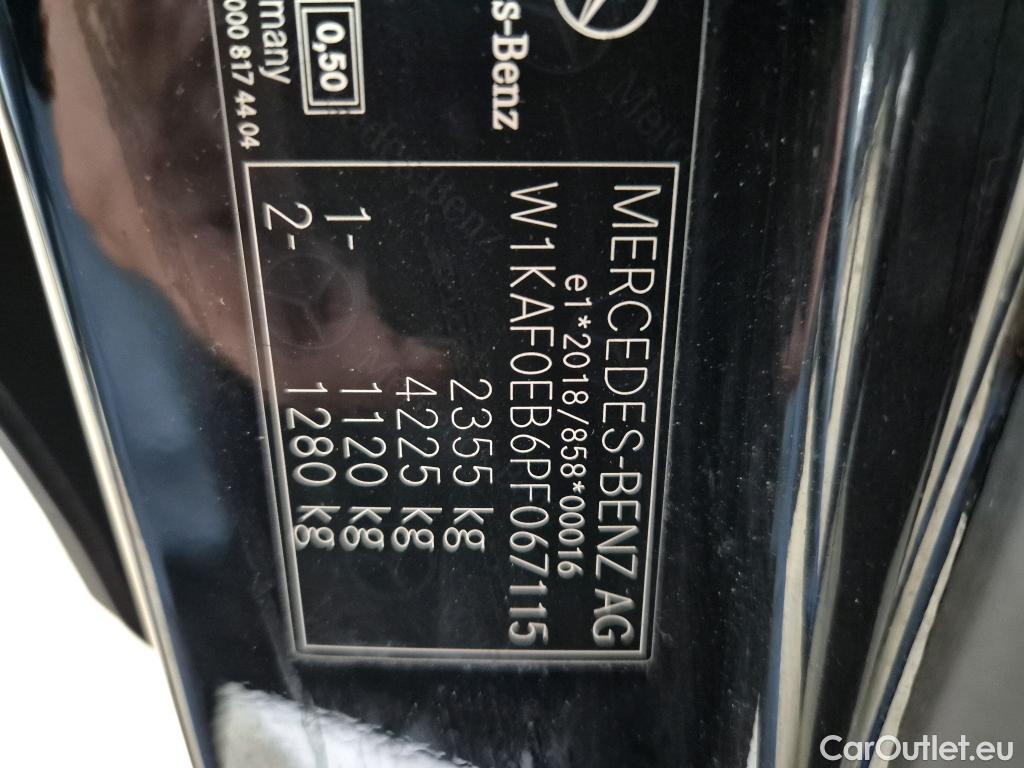 s-Benz
0,50
many
000 817 44 04
MERCEDES-BENZ AG
e1*2018/858*00016
W1KAF0EB6PF067115
2355 kg
4225 kg
1- 1120 kg
2- 1280 kg
CarOutlet.eu